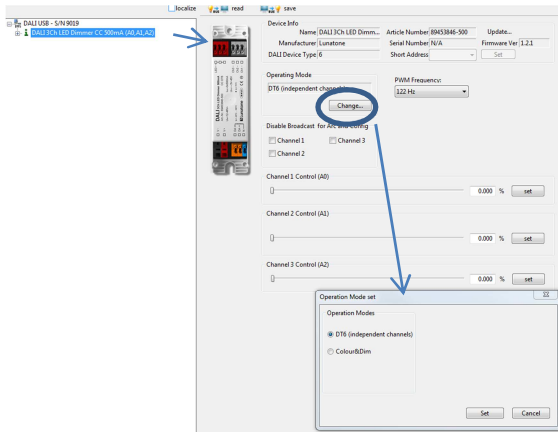 localize read save
DALI USB - S/N 9019
DALI 3Ch LED Dimmer CC 500mA (A0,A1,A2)
Device Info
Name DALI 3Ch LED Dimm... Article Number 89453846-500 Update...
Manufacturer Lunatone Serial Number N/A Firmware Ver 1.2.1
DALI Device Type 6 Short Address Set
Operating Mode
PWM Frequency:
DT6 (independent
122 Hz
Change...
Disable Broadcast for Arc and Config
Channel 1 Channel 3
Channel 2
Channel 1 Control (A0)
0.000 % set
Channel 2 Control (A1)
0.000 % set
Channel 3 Control (A2)
0.000 % set
Operation Mode set
Operation Modes
DT6 (independent channels)
Colour&Dim
Set Cancel